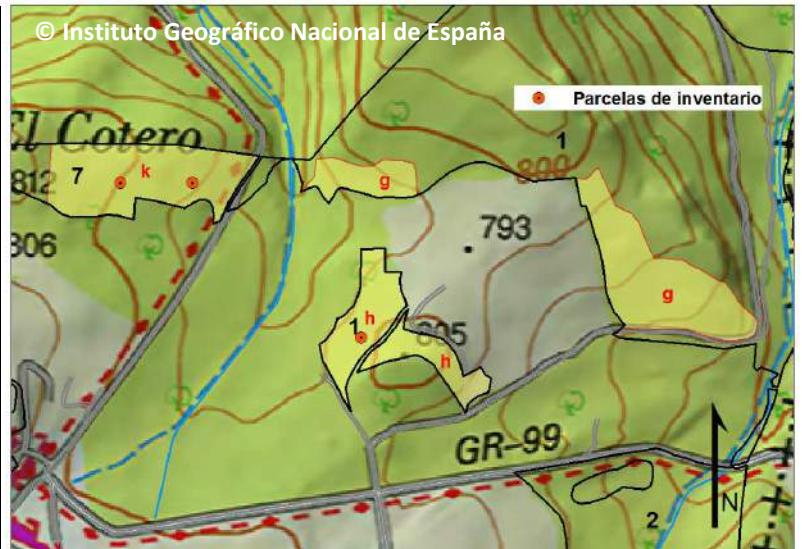 © Instituto Geográfico Nacional de España
Parcelas de inventario
El Cotero
1
800
812
7
k
g
793
806
g
1
h
805
h
GR-99
N
2